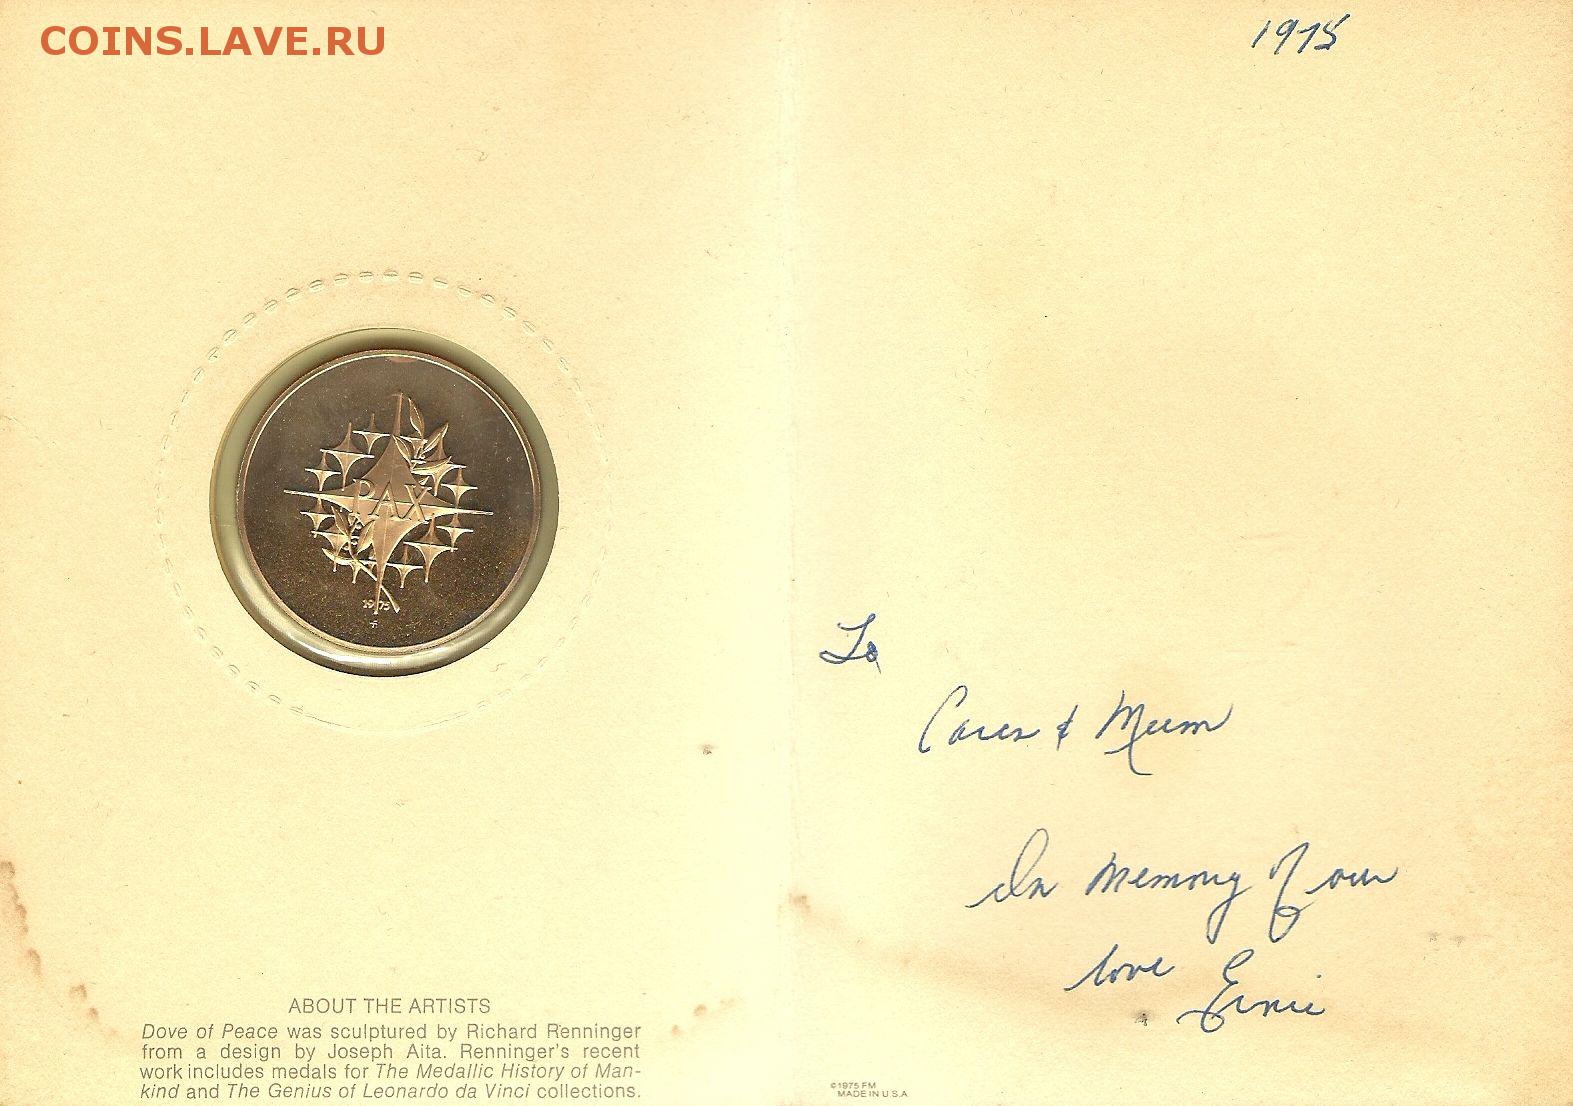 COINS.LAVE.RU
1975
PAX
1975
To
& Mum
In memory of our
love Ernie
ABOUT THE ARTISTS
Dove of Peace was sculptured by Richard Renninger
from a design by Joseph Aita. Renninger's recent
work includes medals for The Medallic History of Man-
kind and The Genius of Leonardo da Vinci collections.
©1975 FM
MADE IN U.S.A